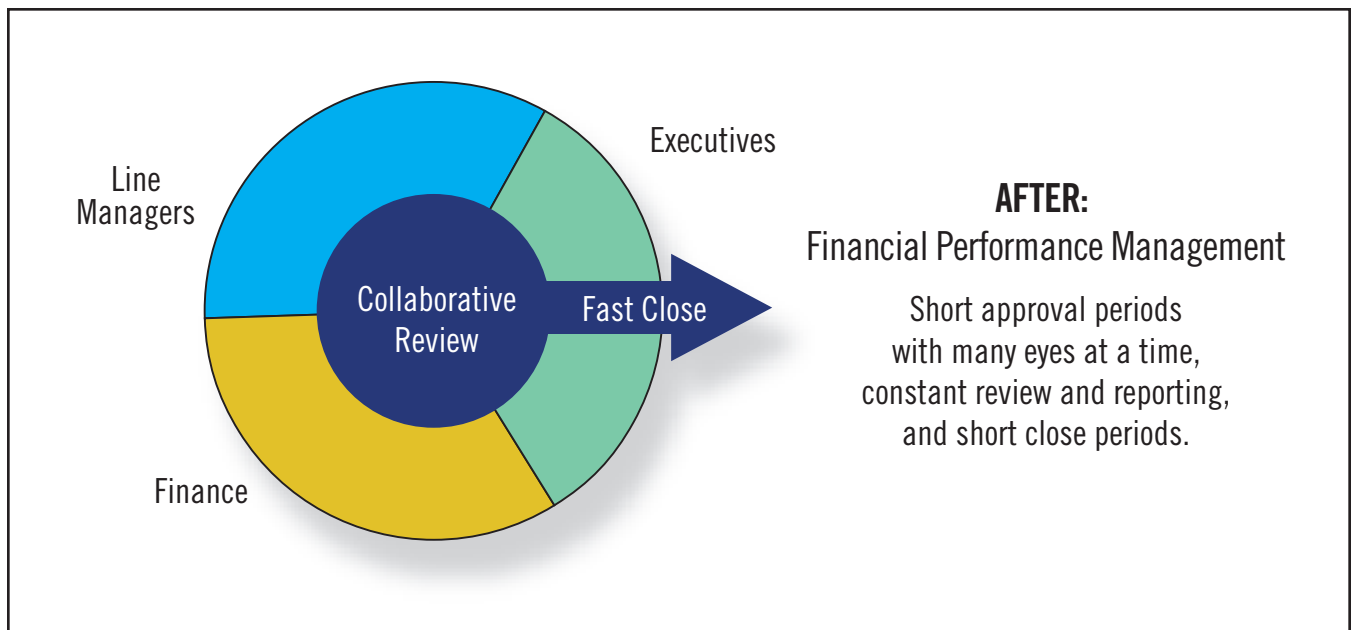 Line
Managers
Executives
Collaborative
Review
Fast Close
Finance
AFTER:
Financial Performance Management
Short approval periods
with many eyes at a time,
constant review and reporting,
and short close periods.